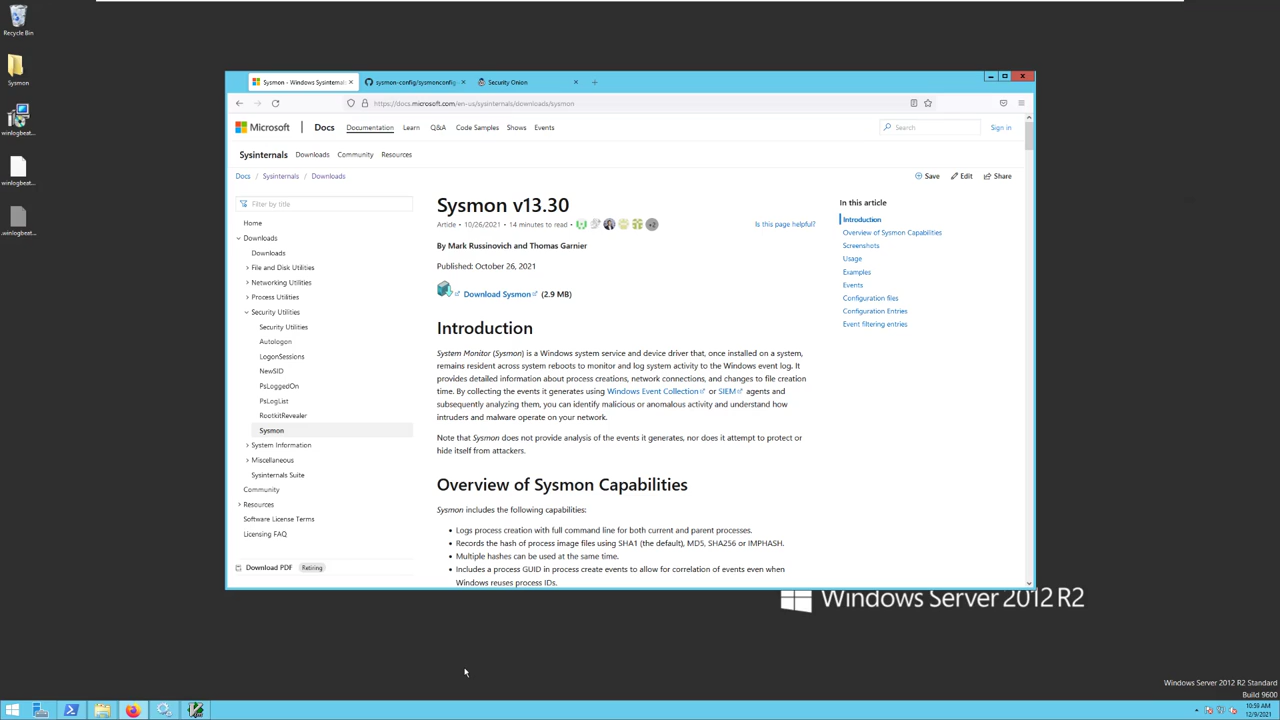 Recycle Bin
Sysmon
winlogbeat...
winlogbeat...
winlogbeat...
Sysmon - Windows Sysinternals
sysmon-config/sysmonconfig
Security Onion
https://docs.microsoft.com/en-us/sysinternals/downloads/sysmon
Microsoft
Docs
Documentation
Learn
Q&A
Code Samples
Shows
Events
Search
Sign in
Sysinternals
Downloads
Community
Resources
Docs
Sysinternals
Downloads
Save
Edit
Share
Filter by title
Home
Downloads
Downloads
File and Disk Utilities
Networking Utilities
Process Utilities
Security Utilities
Security Utilities
Autologon
LogonSessions
NewSID
PsLoggedOn
PsLogList
RootkitRevealer
Sysmon
System Information
Miscellaneous
Sysinternals Suite
Community
Resources
Software License Terms
Licensing FAQ
Download PDF
Retiring
Sysmon v13.30
Article • 10/26/2021 • 14 minutes to read •
+2
Is this page helpful?
By Mark Russinovich and Thomas Garnier
Published: October 26, 2021
Download Sysmon (2.9 MB)
Introduction
System Monitor (Sysmon) is a Windows system service and device driver that, once installed on a system,
remains resident across system reboots to monitor and log system activity to the Windows event log. It
provides detailed information about process creations, network connections, and changes to file creation
time. By collecting the events it generates using Windows Event Collection or SIEM agents and
subsequently analyzing them, you can identify malicious or anomalous activity and understand how
intruders and malware operate on your network.
Note that Sysmon does not provide analysis of the events it generates, nor does it attempt to protect or
hide itself from attackers.
Overview of Sysmon Capabilities
Sysmon includes the following capabilities:
• Logs process creation with full command line for both current and parent processes.
• Records the hash of process image files using SHA1 (the default), MD5, SHA256 or IMPHASH.
• Multiple hashes can be used at the same time.
• Includes a process GUID in process create events to allow for correlation of events even when
Windows reuses process IDs.
In this article
Introduction
Overview of Sysmon Capabilities
Screenshots
Usage
Examples
Events
Configuration files
Configuration Entries
Event filtering entries
Windows Server 2012 R2
Windows Server 2012 R2 Standard
Build 9600
10:59 AM
12/9/2021